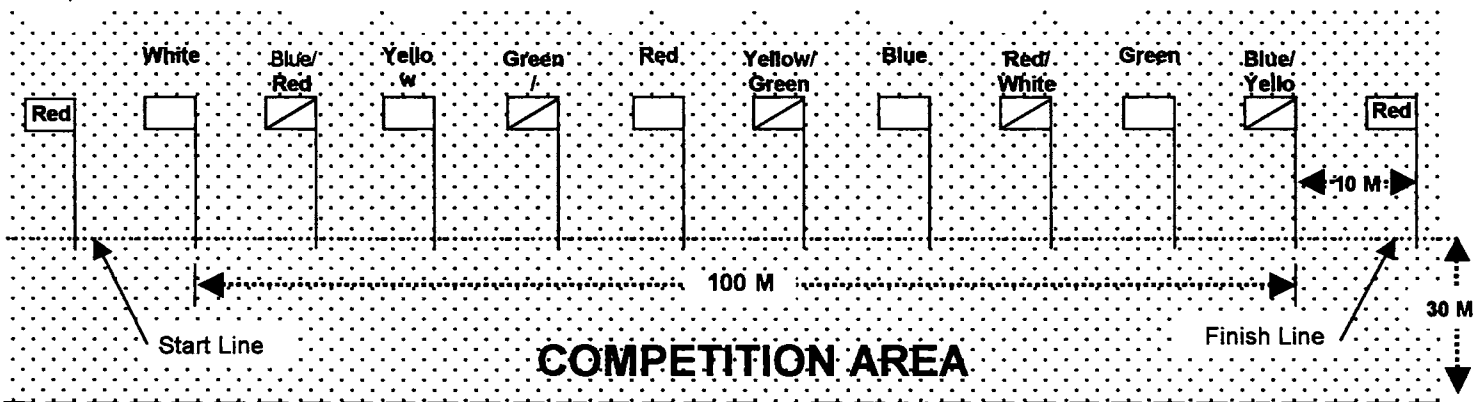 White
Blue/
Red
Yello
w
Green
/
Red
Yellow/
Green
Blue
Red/
White
Green
Blue/
Yello
Red
Red
10 M
100 M
30 M
Start Line
Finish Line
COMPETITION AREA